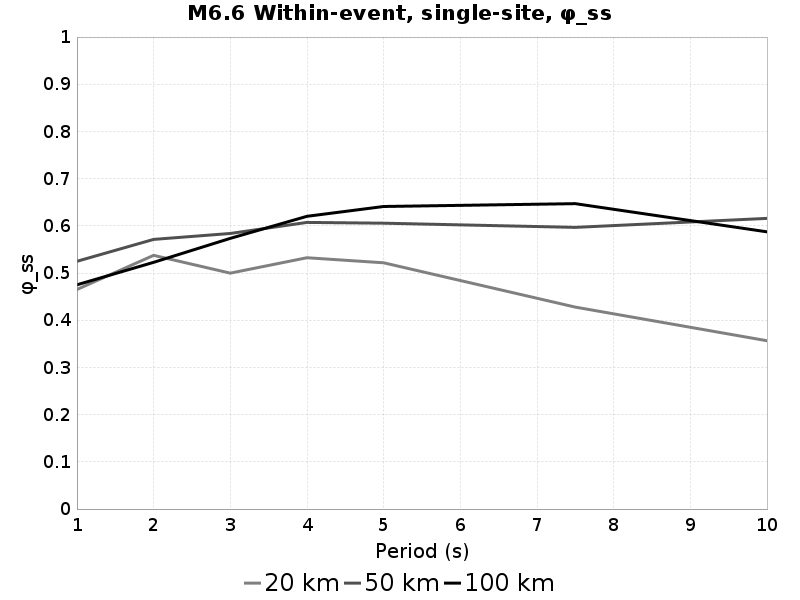 M6.6 Within-event, single-site, φ_ss
1
0.9
0.8
0.7
0.6
0.5
0.4
0.3
0.2
0.1
0
φ_ss
1 2 3 4 5 6 7 8 9 10
Period (s)
20 km 50 km 100 km